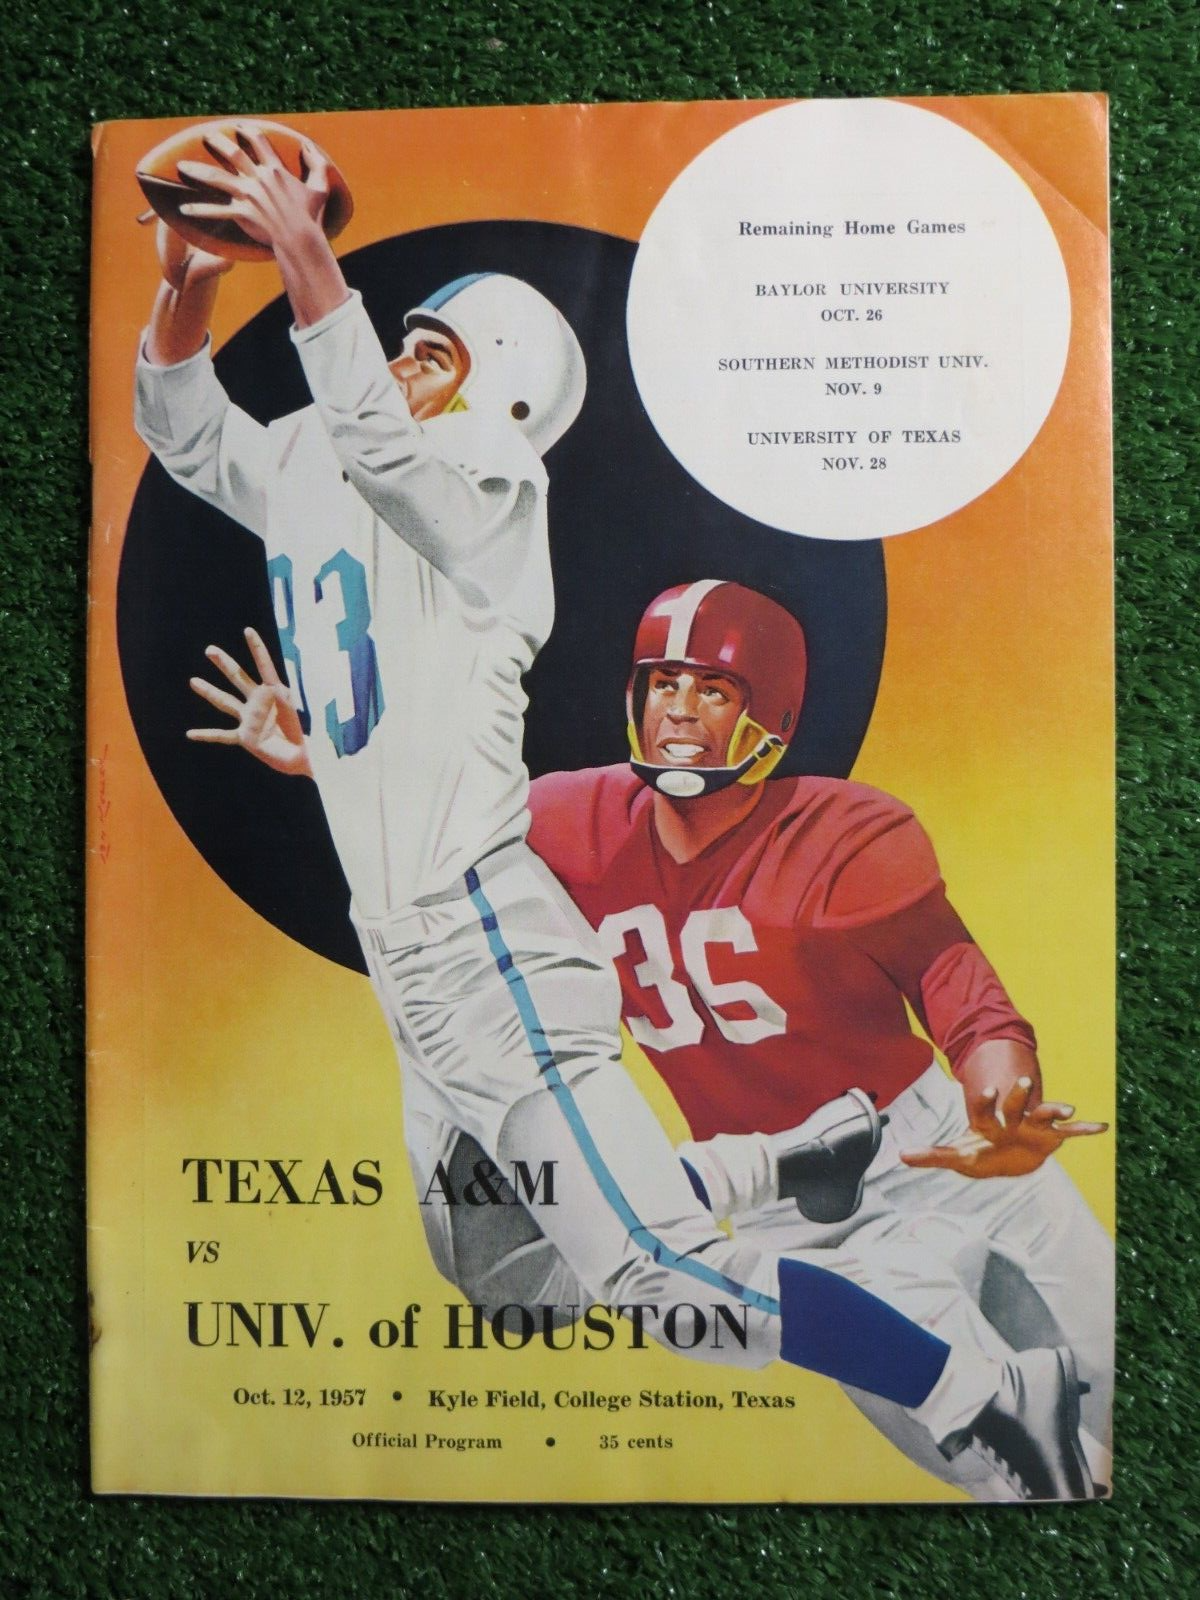 Remaining Home Games
BAYLOR UNIVERSITY
OCT. 26
SOUTHERN METHODIST UNIV.
NOV. 9
UNIVERSITY OF TEXAS
NOV. 28
83
36
TEXAS A&M
vs
UNIV. of HOUSTON
Oct. 12, 1957 • Kyle Field, College Station, Texas
Official Program • 35 cents